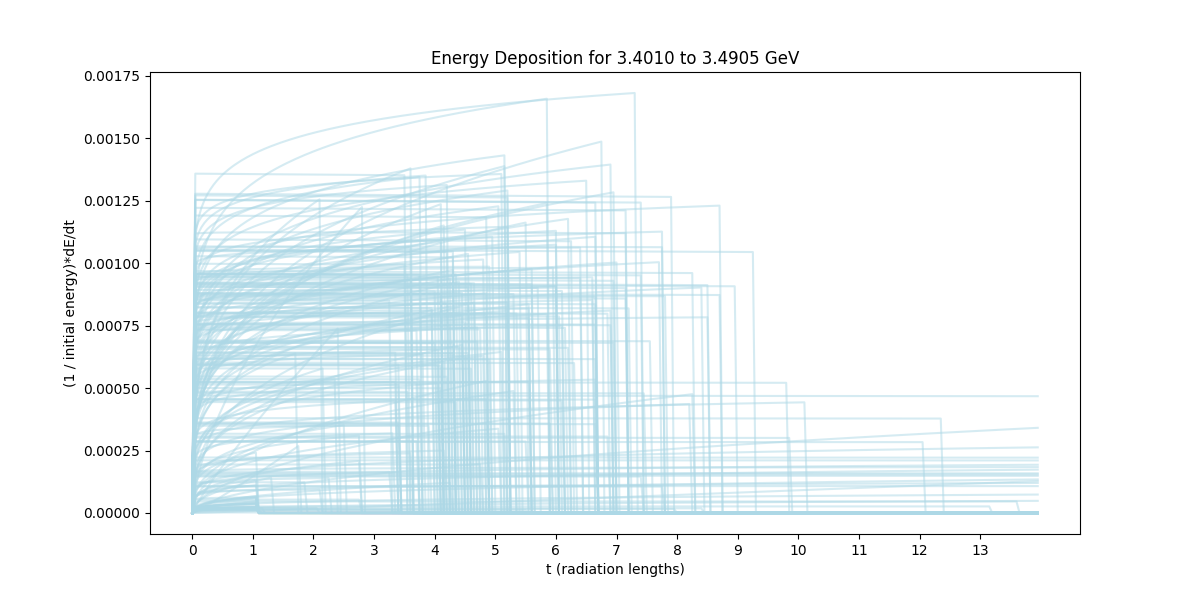 Energy Deposition for 3.4010 to 3.4905 GeV
(1 / initial energy)*dE/dt
0.00175
0.00150
0.00125
0.00100
0.00075
0.00050
0.00025
0.00000
0 1 2 3 4 5 6 7 8 9 10 11 12 13
t (radiation lengths)